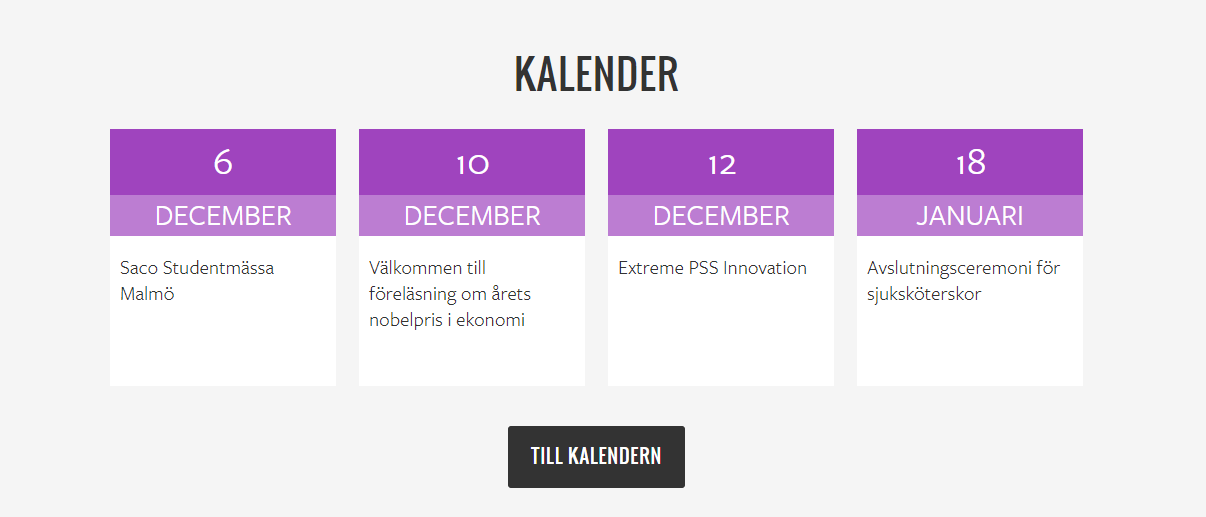 KALENDER
6
DECEMBER
Saco Studentmässa
Malmö
10
DECEMBER
Välkommen till
föreläsning om årets
nobelpris i ekonomi
12
DECEMBER
Extreme PSS Innovation
18
JANUARI
Avslutningsceremoni för
sjuksköterskor
TILL KALENDERN